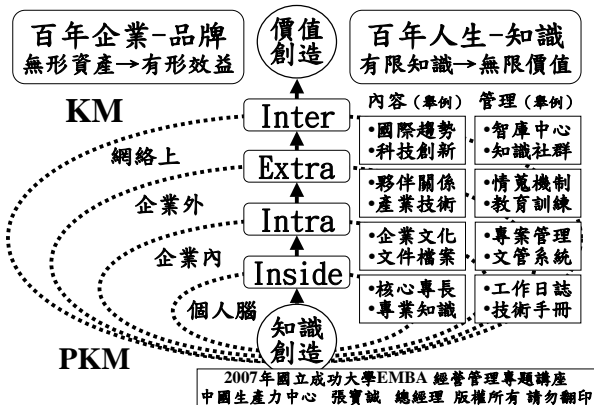 百年企業-品牌
無形資產→有形效益
價值
創造
百年人生-知識
有限知識→無限價值
KM
內容(舉例)
管理(舉例)
Inter
•國際趨勢
•科技創新
•智庫中心
•知識社群
網絡上
Extra
•夥伴關係
•產業技術
•情蒐機制
•教育訓練
企業外
Intra
•企業文化
•文件檔案
•專案管理
•文管系統
企業內
Inside
•核心專長
•專業知識
•工作日誌
•技術手冊
個人腦
知識
創造
PKM
2007年國立成功大學EMBA 經營管理專題講座
中國生產力中心 張寶誠 總經理 版權所有 請勿翻印